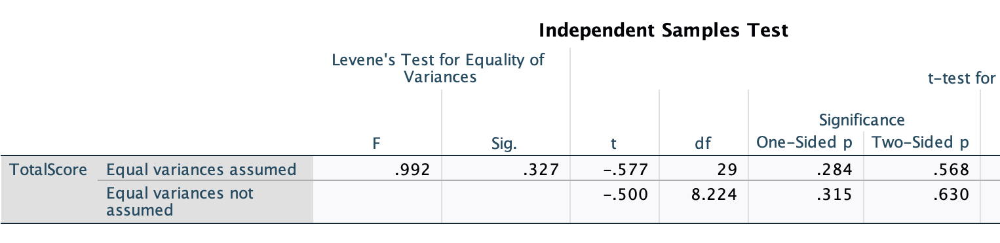 Independent Samples Test
Levene's Test for Equality of
Variances
t-test for
Significance
F Sig. t df One-Sided p Two-Sided p
TotalScore Equal variances assumed .992 .327 -.577 29 .284 .568
Equal variances not
assumed
-.500 8.224 .315 .630